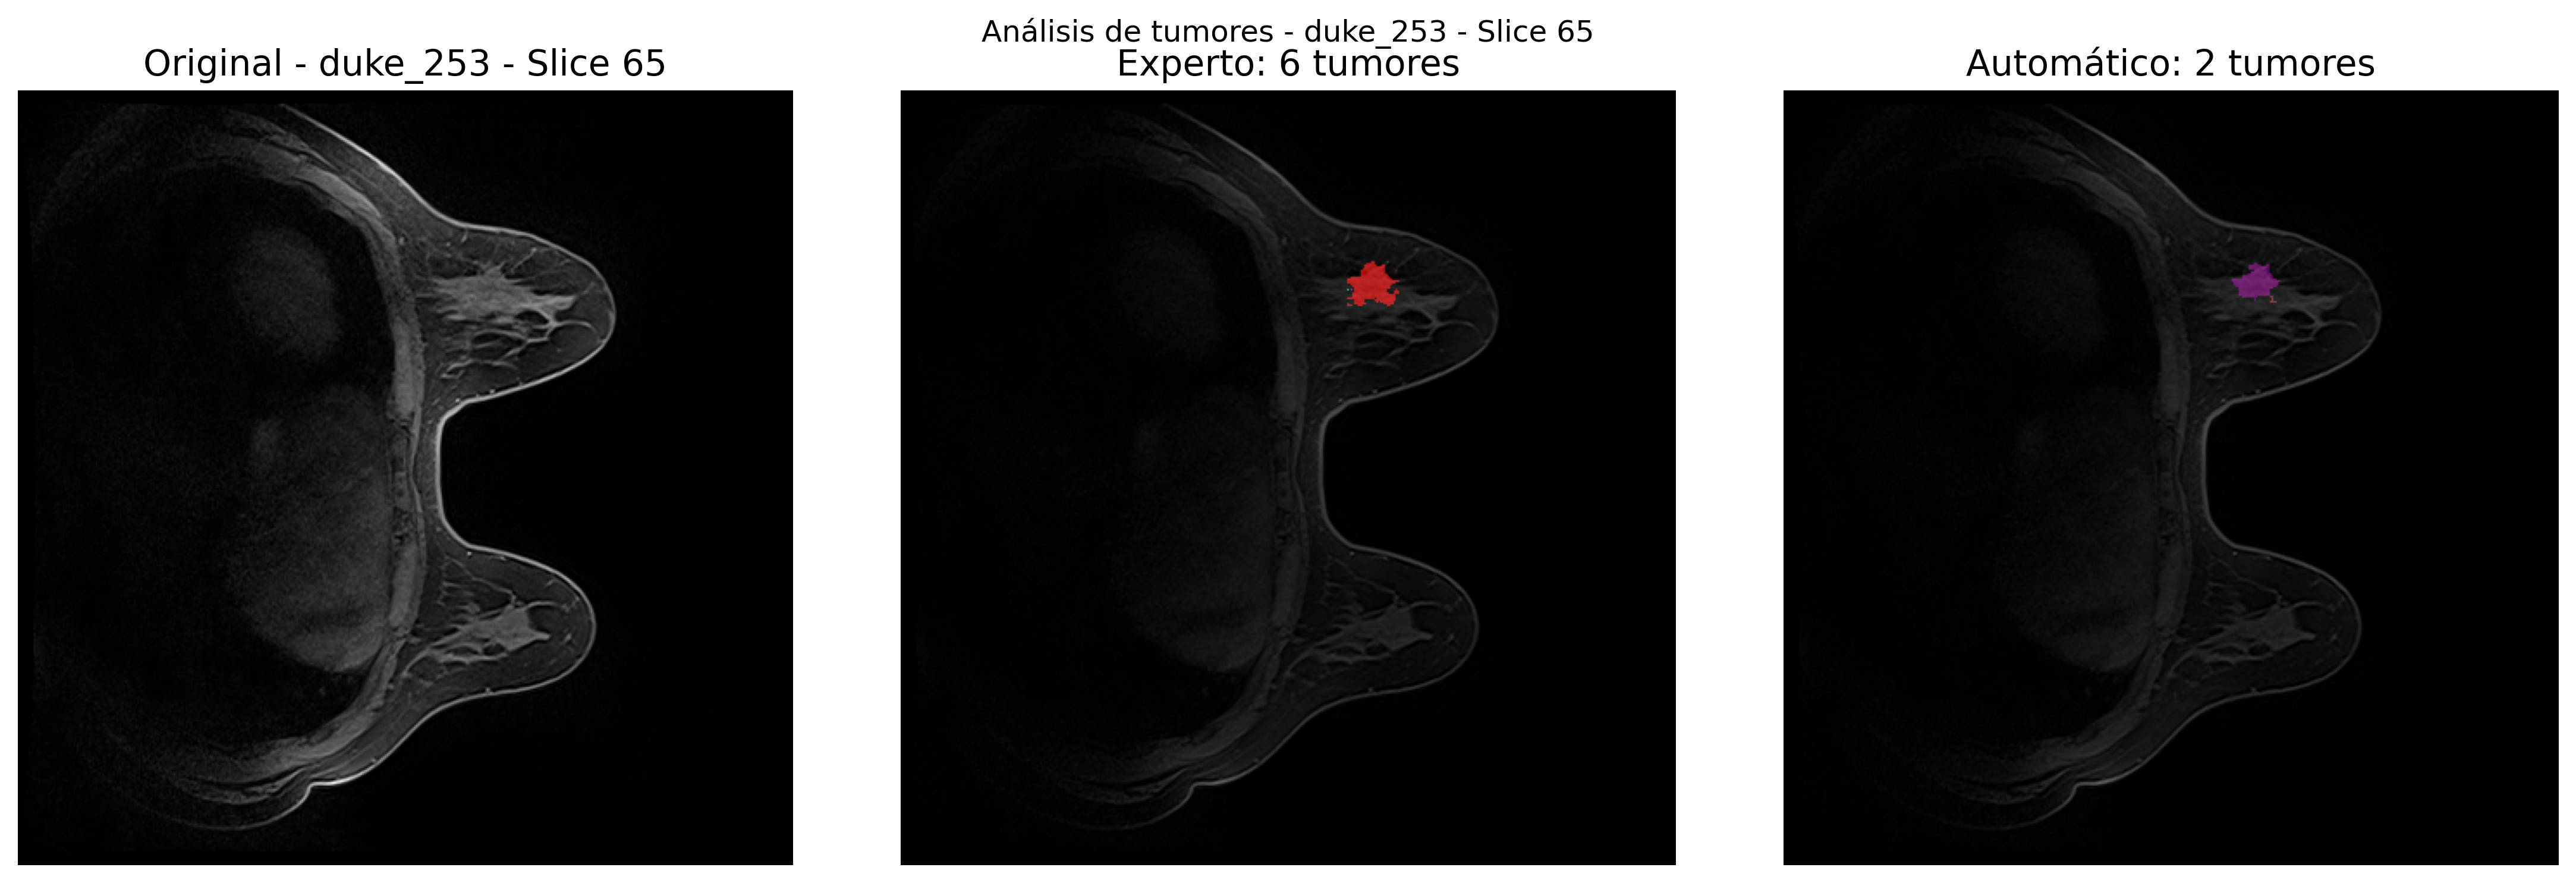 Análisis de tumores - duke_253 - Slice 65
Original - duke_253 - Slice 65
Experto: 6 tumores
Automático: 2 tumores